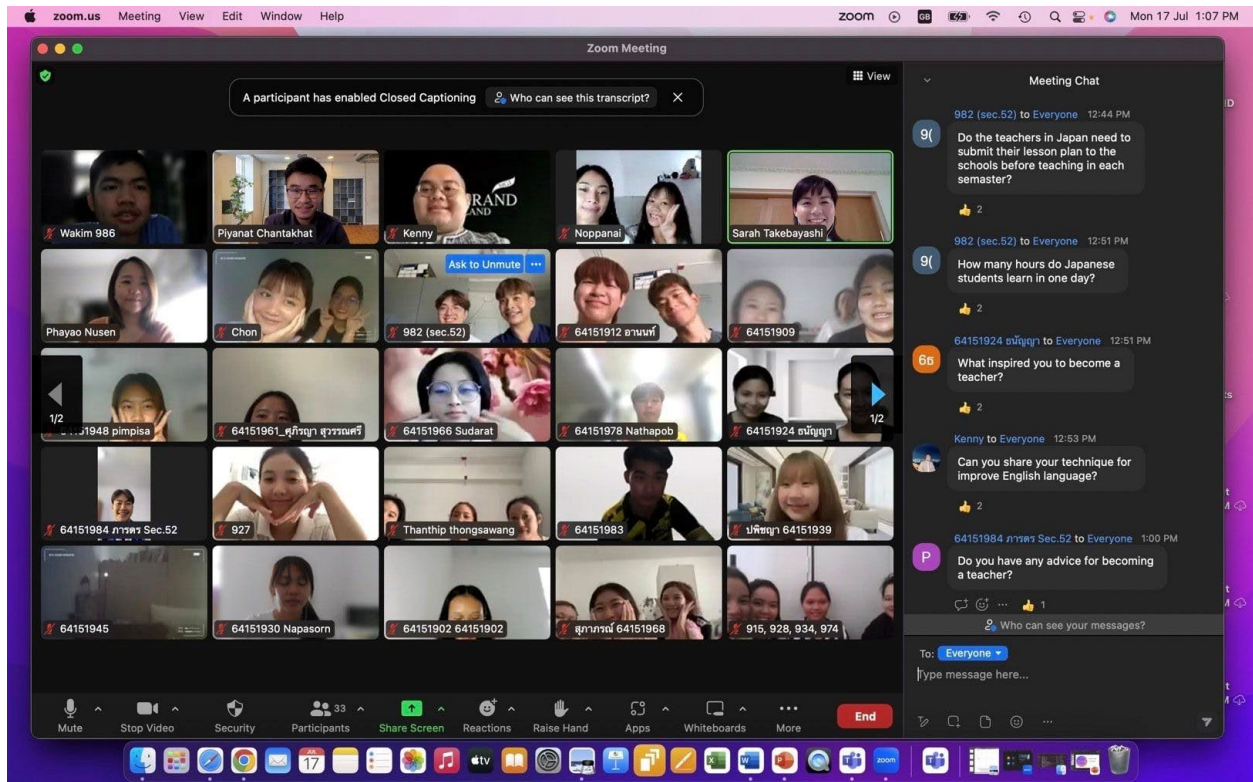 zoom.us Meeting View Edit Window Help
zoom GB Mon 17 Jul 1:07 PM
Zoom Meeting
A participant has enabled Closed Captioning Who can see this transcript?
View
Wakim 986
Piyanat Chantakhat
RAND
Kenny
Noppanai
Sarah Takebayashi
Phayao Nusen
Chon
Ask to Unmute ...
982 (sec.52)
64151912 อานนท์
64151909
1/2
64151948 pimpisa
64151961_ศุภิรญา สุวรรณศรี
64151966 Sudarat
64151978 Nathapob
64151924 ธนัญญา
1/2
64151984 ภารดร Sec.52
927
Thanthip thongsawang
64151983
ปพิชญา 64151939
64151945
64151930 Napasorn
64151902 64151902
สุภาภรณ์ 64151968
915, 928, 934, 974
Mute
Stop Video
Security
33
Participants
Share Screen
Reactions
Raise Hand
Apps
Whiteboards
More
End
Meeting Chat
982 (sec.52) to Everyone 12:44 PM
9(
Do the teachers in Japan need to
submit their lesson plan to the
schools before teaching in each
semaster?
2
982 (sec.52) to Everyone 12:51 PM
9(
How many hours do Japanese
students learn in one day?
2
64151924 ธนัญญา to Everyone 12:51 PM
6ธ
What inspired you to become a
teacher?
2
Kenny to Everyone 12:53 PM
Can you share your technique for
improve English language?
2
64151984 ภารดร Sec.52 to Everyone 1:00 PM
P
Do you have any advice for becoming
a teacher?
1
Who can see your messages?
To: Everyone
Type message here...
JUL
17
tv
zoom